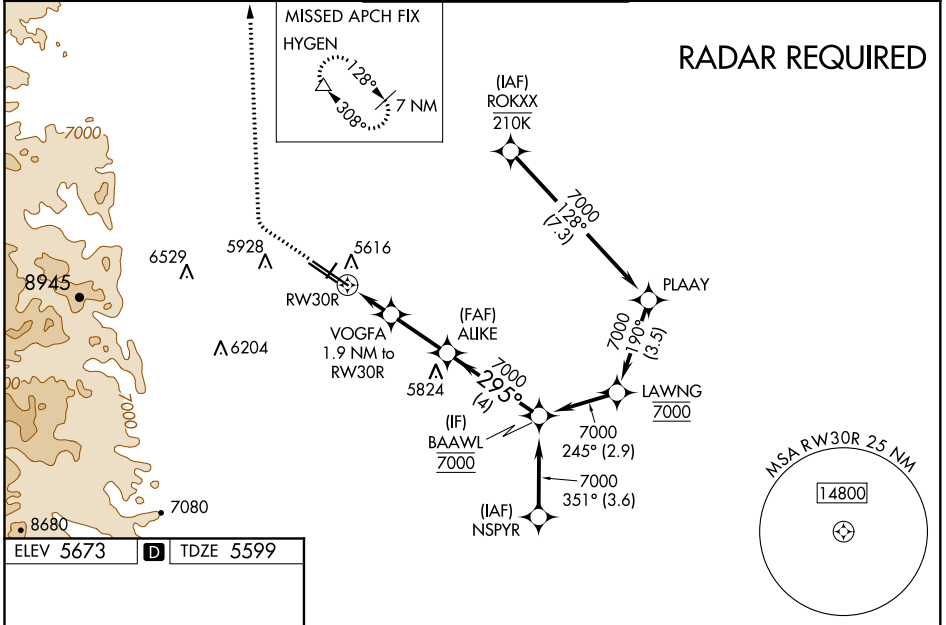 MISSED APCH FIX
HYGEN
128°
308°
7 NM
RADAR REQUIRED
(IAF)
ROKXX
210K
7000
128°
(7.3)
PLAAY
7000
190°
(3.5)
LAWNG
7000
7000
245° (2.9)
7000
351° (3.6)
(IAF)
NSPYR
(IF)
BAAWL
7000
7000
295°
(4)
(FAF)
ALIKE
5824
VOGFA
1.9 NM to
RW30R
RW30R
5616
5928
6529
6204
7000
8945
7000
7080
8680
MSA RW30R 25 NM
14800
ELEV 5673
D
TDZE 5599